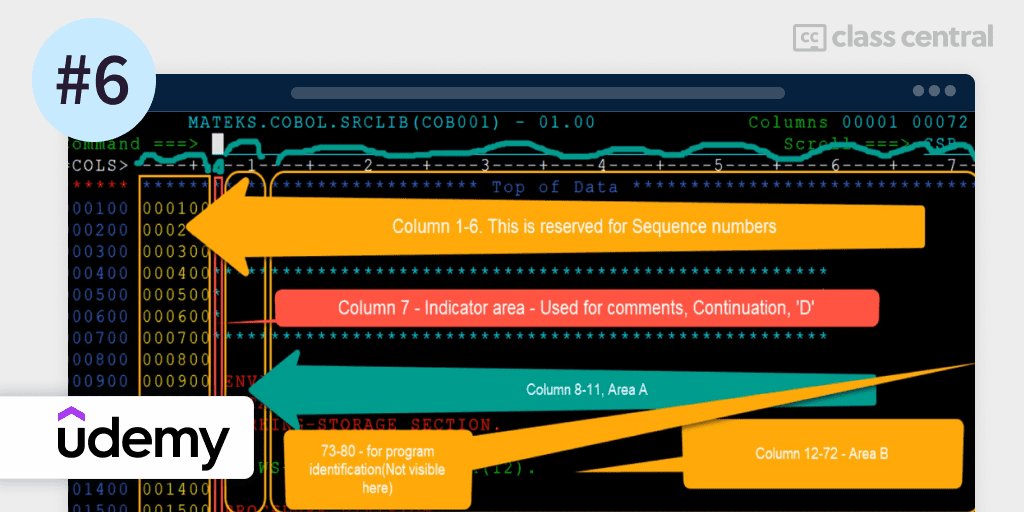 #6
cc class central
MATEKS.COBOL.SRCLIB(COB001) - 01.00 Columns 00001 00072
ommand ===> Scroll ===> CSR
COLS> ----+----1----+----2----+----3----+----4----+----5----+----6----+----7--
***** ****** *************************** Top of Data ******************************
00100 000100
Column 1-6. This is reserved for Sequence numbers
00200 0002
00300 000300
00400 000400
00500 000500
Column 7 - Indicator area - Used for comments, Continuation, 'D'
00600 000600
00700 000700
00800 000800
00900 000900 ENV
Column 8-11, Area A
-STORAGE SECTION.
73-80 - for program
identification(Not visible
here)
Column 12-72 - Area B
WS- (12).
udemy
01400 001400
01500 001500